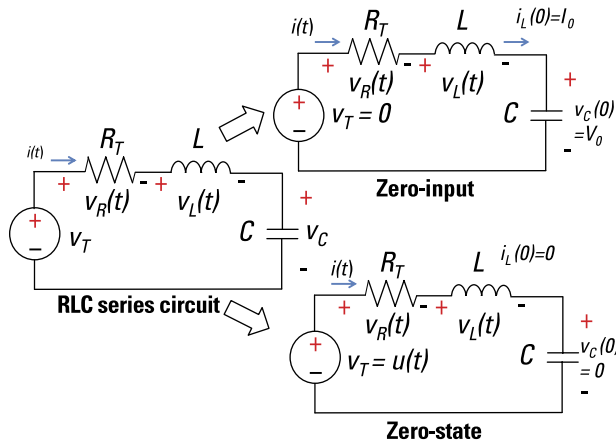 i(t)
R_T
L
i_L(0)=I_0
+ - + -
v_R(t)
v_L(t)
+
-
v_T = 0
C
+
v_C(0)
=V_0
-
Zero-input
i(t)
R_T
L
+ - + -
v_R(t)
v_L(t)
+
-
v_T
C
+
v_C
-
RLC series circuit
i(t)
R_T
L
i_L(0)=0
+ - + -
v_R(t)
v_L(t)
+
-
v_T = u(t)
C
+
v_C(0)
= 0
-
Zero-state